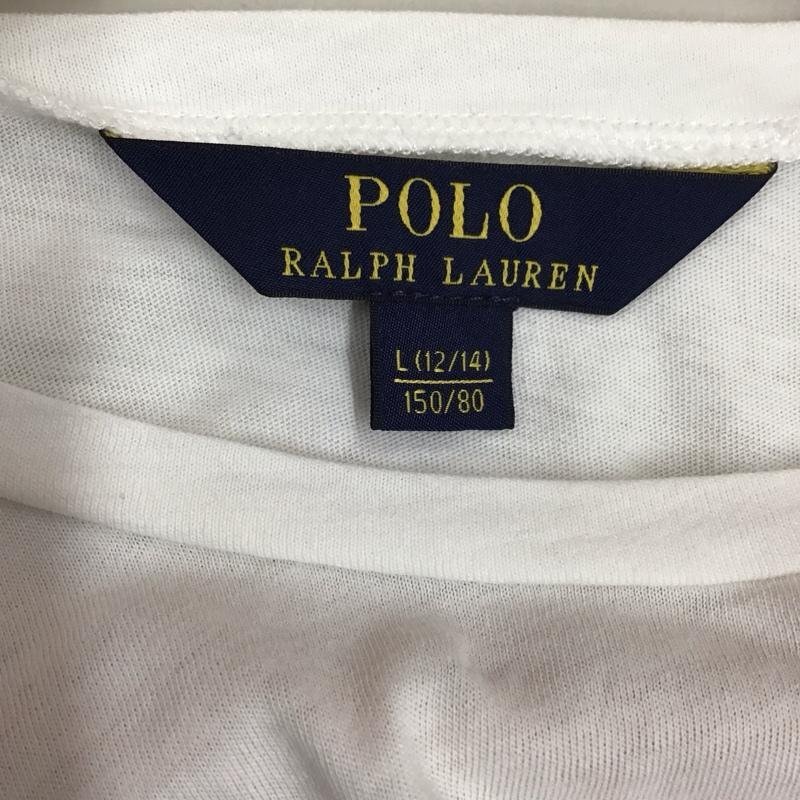 POLO
RALPH LAUREN
L (12/14)
150/80